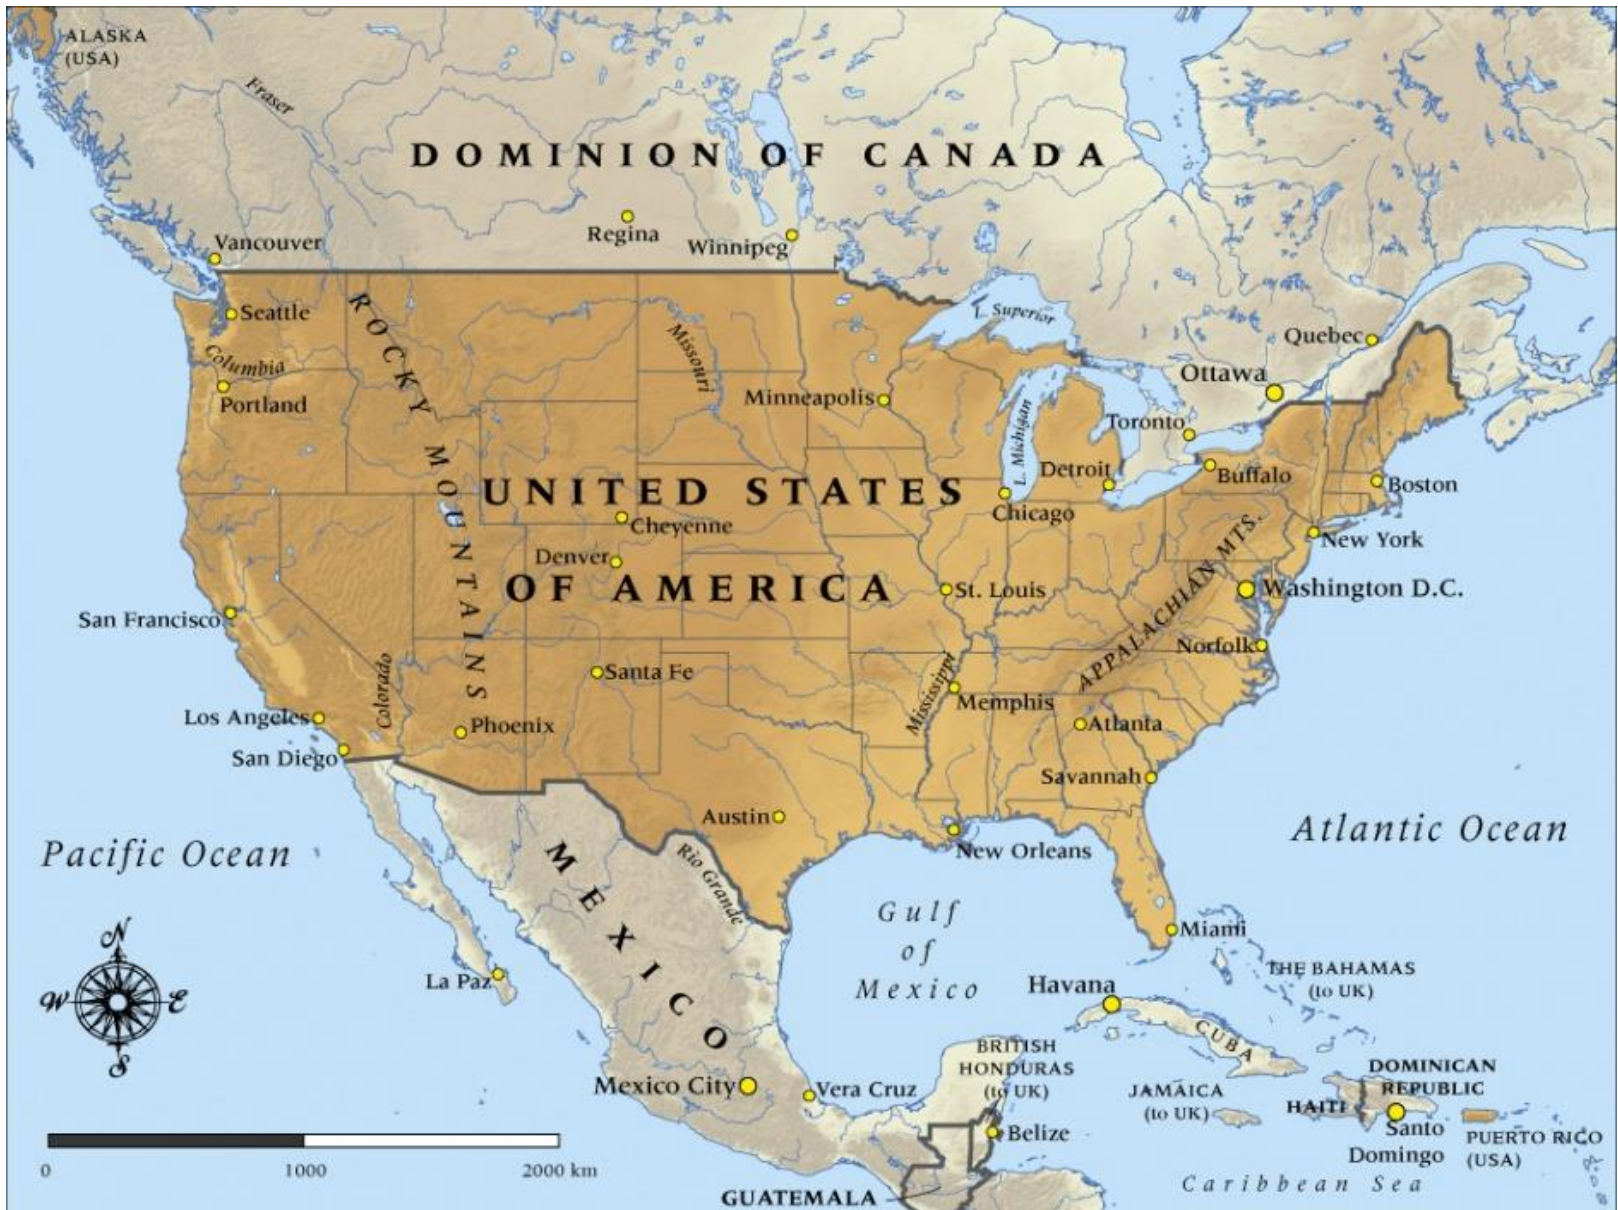 ALASKA
(USA)
Fraser
DOMINION OF CANADA
Regina
Winnipeg
Vancouver
Seattle
Columbia
Portland
ROCKY MOUNTAINS
Missouri
L. Superior
Quebec
Ottawa
Minneapolis
L. Michigan
Toronto
Detroit
Buffalo
Boston
UNITED STATES
Chicago
Cheyenne
New York
Denver
OF AMERICA
St. Louis
APPALACHIAN MTS.
Washington D.C.
San Francisco
Norfolk
Colorado
Santa Fe
Mississippi
Memphis
Los Angeles
Phoenix
Atlanta
San Diego
Savannah
Austin
Pacific Ocean
Atlantic Ocean
New Orleans
MEXICO
Rio Grande
Gulf
of
Mexico
Miami
N
W
E
S
La Paz
Havana
THE BAHAMAS
(to UK)
CUBA
BRITISH
HONDURAS
(to UK)
Mexico City
Vera Cruz
JAMAICA
(to UK)
DOMINICAN
REPUBLIC
HAITI
Belize
Santo
Domingo
PUERTO RICO
(USA)
0
1000
2000 km
Caribbean Sea
GUATEMALA